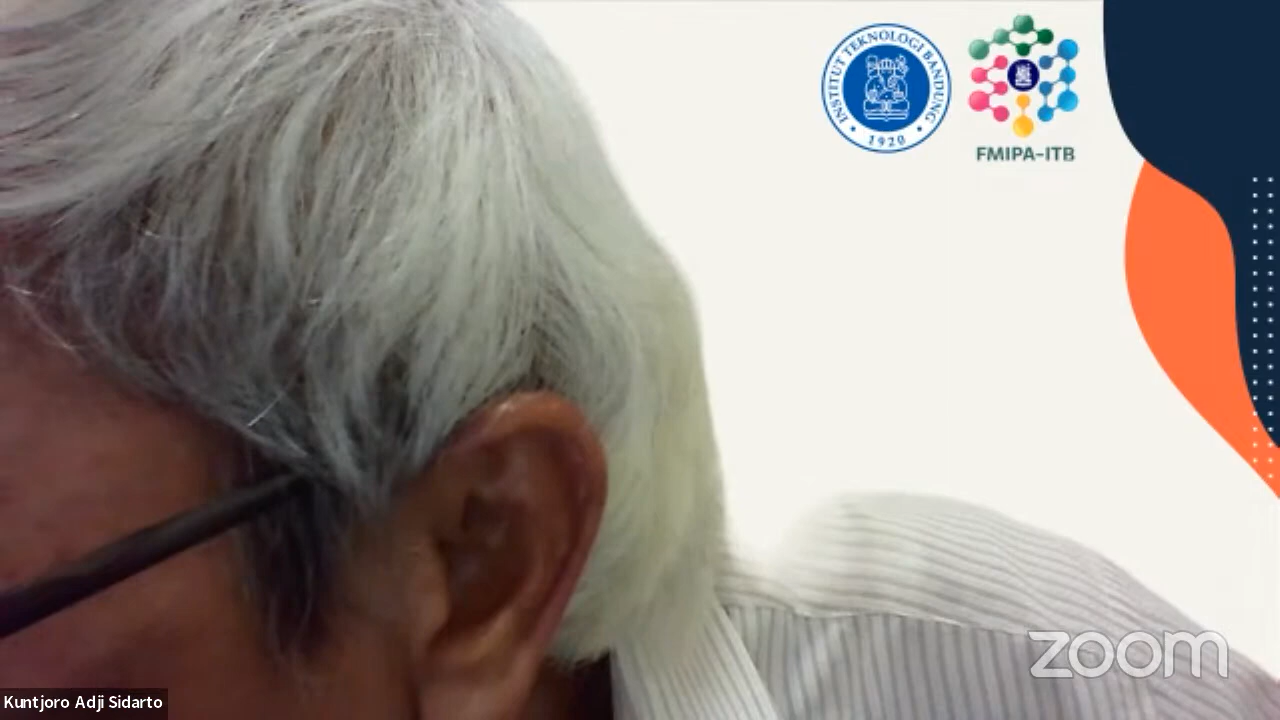 INSTITUT TEKNOLOGI BANDUNG
1920
FMIPA-ITB
zoom
Kuntjoro Adji Sidarto